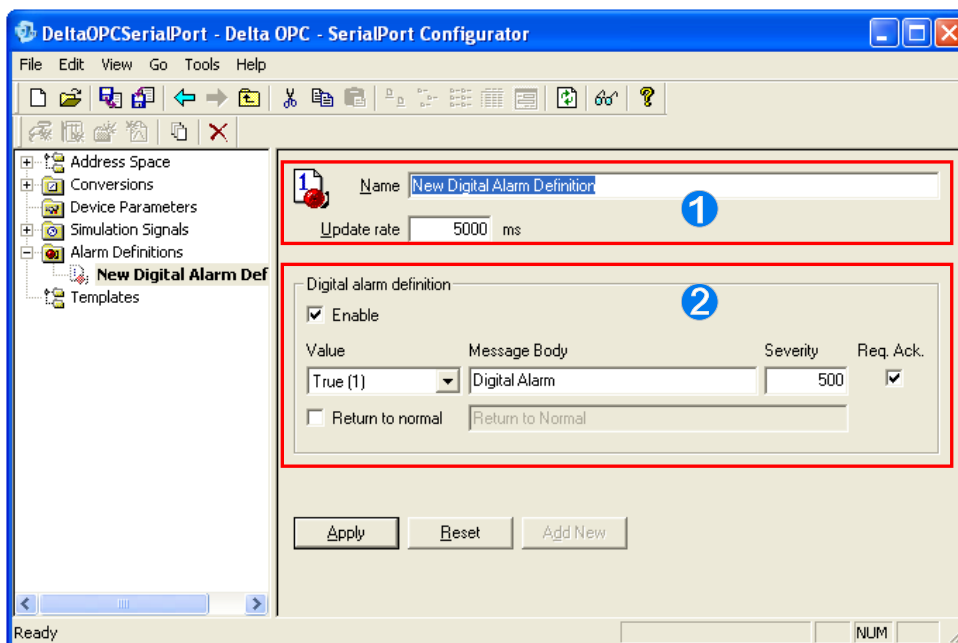 DeltaOPCSerialPort - Delta OPC - SerialPort Configurator
File Edit View Go Tools Help
Address Space
Conversions
Device Parameters
Simulation Signals
Alarm Definitions
New Digital Alarm Def
Templates
1
Name New Digital Alarm Definition
1
Update rate 5000 ms
Digital alarm definition
2
Enable
Value Message Body Severity Req. Ack.
True (1) Digital Alarm 500
Return to normal Return to Normal
Apply Reset Add New
Ready NUM